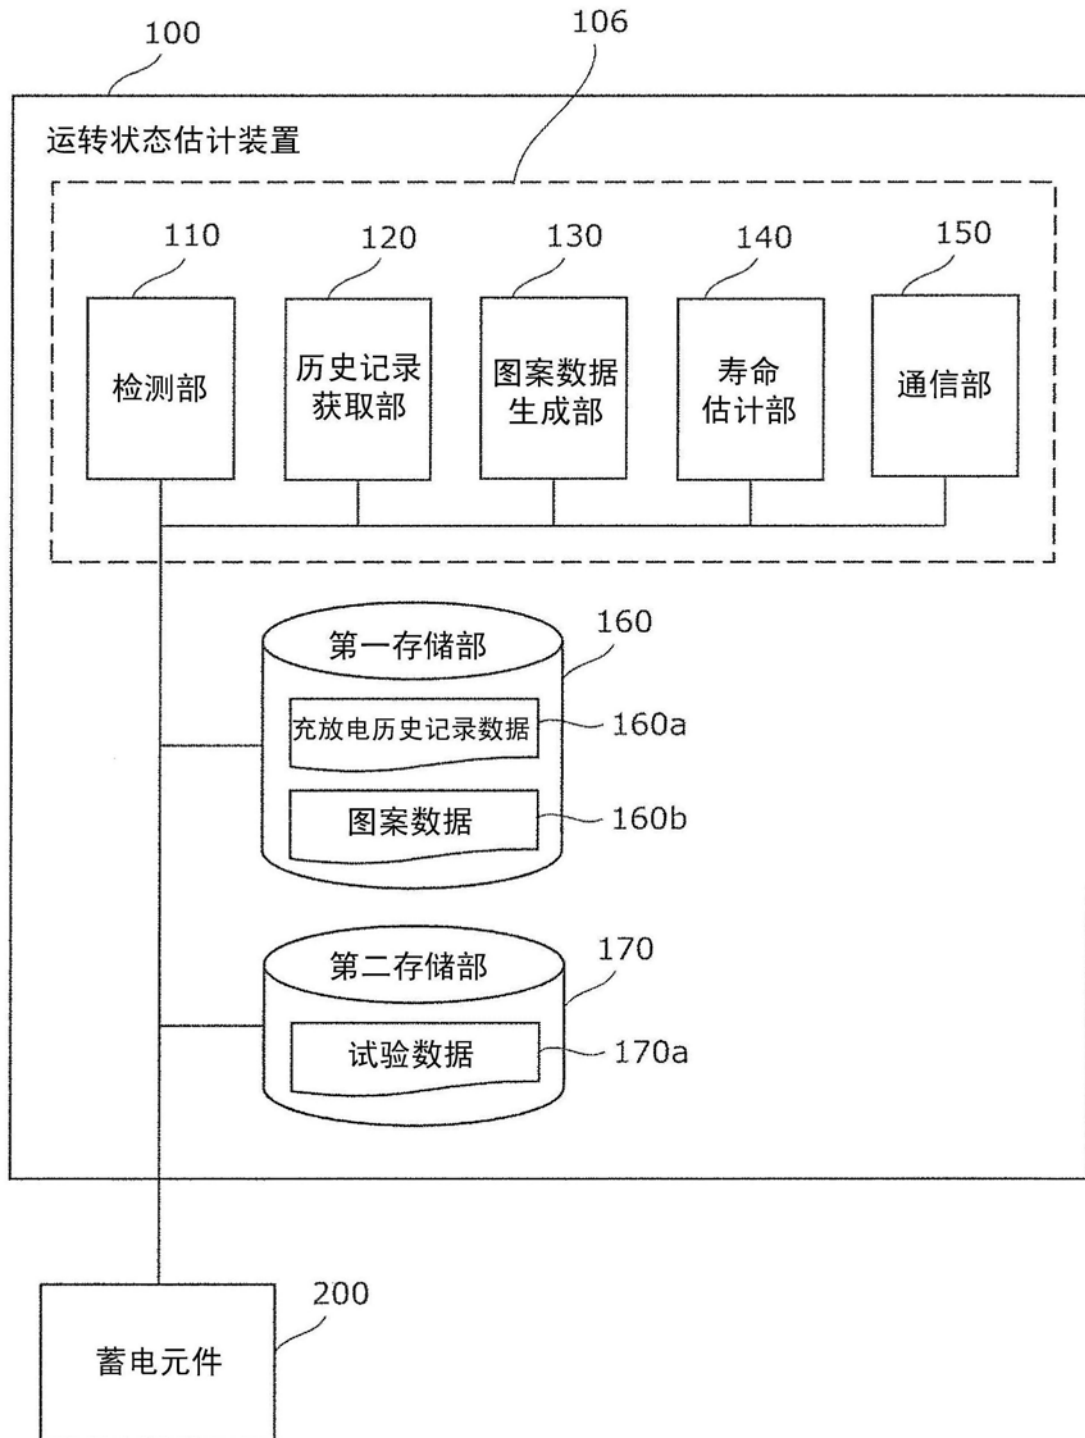 100
106
运转状态估计装置
110
120
130
140
150
检测部
历史记录
获取部
图案数据
生成部
寿命
估计部
通信部
第一存储部
160
充放电历史记录数据
160a
图案数据
160b
第二存储部
170
试验数据
170a
200
蓄电元件